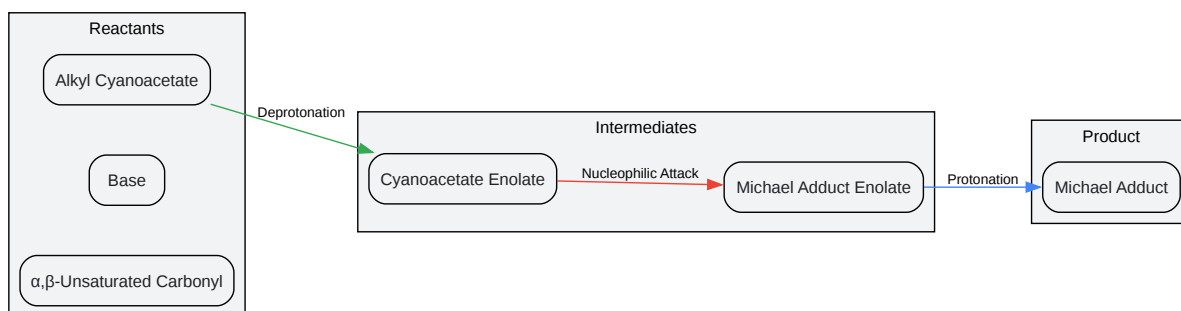 Reactants
Alkyl Cyanoacetate
Base
α,β-Unsaturated Carbonyl
Deprotonation
Intermediates
Cyanoacetate Enolate
Nucleophilic Attack
Michael Adduct Enolate
Protonation
Product
Michael Adduct